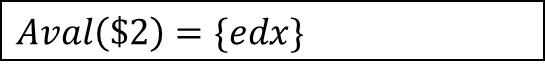 Aval($2) = {edx}